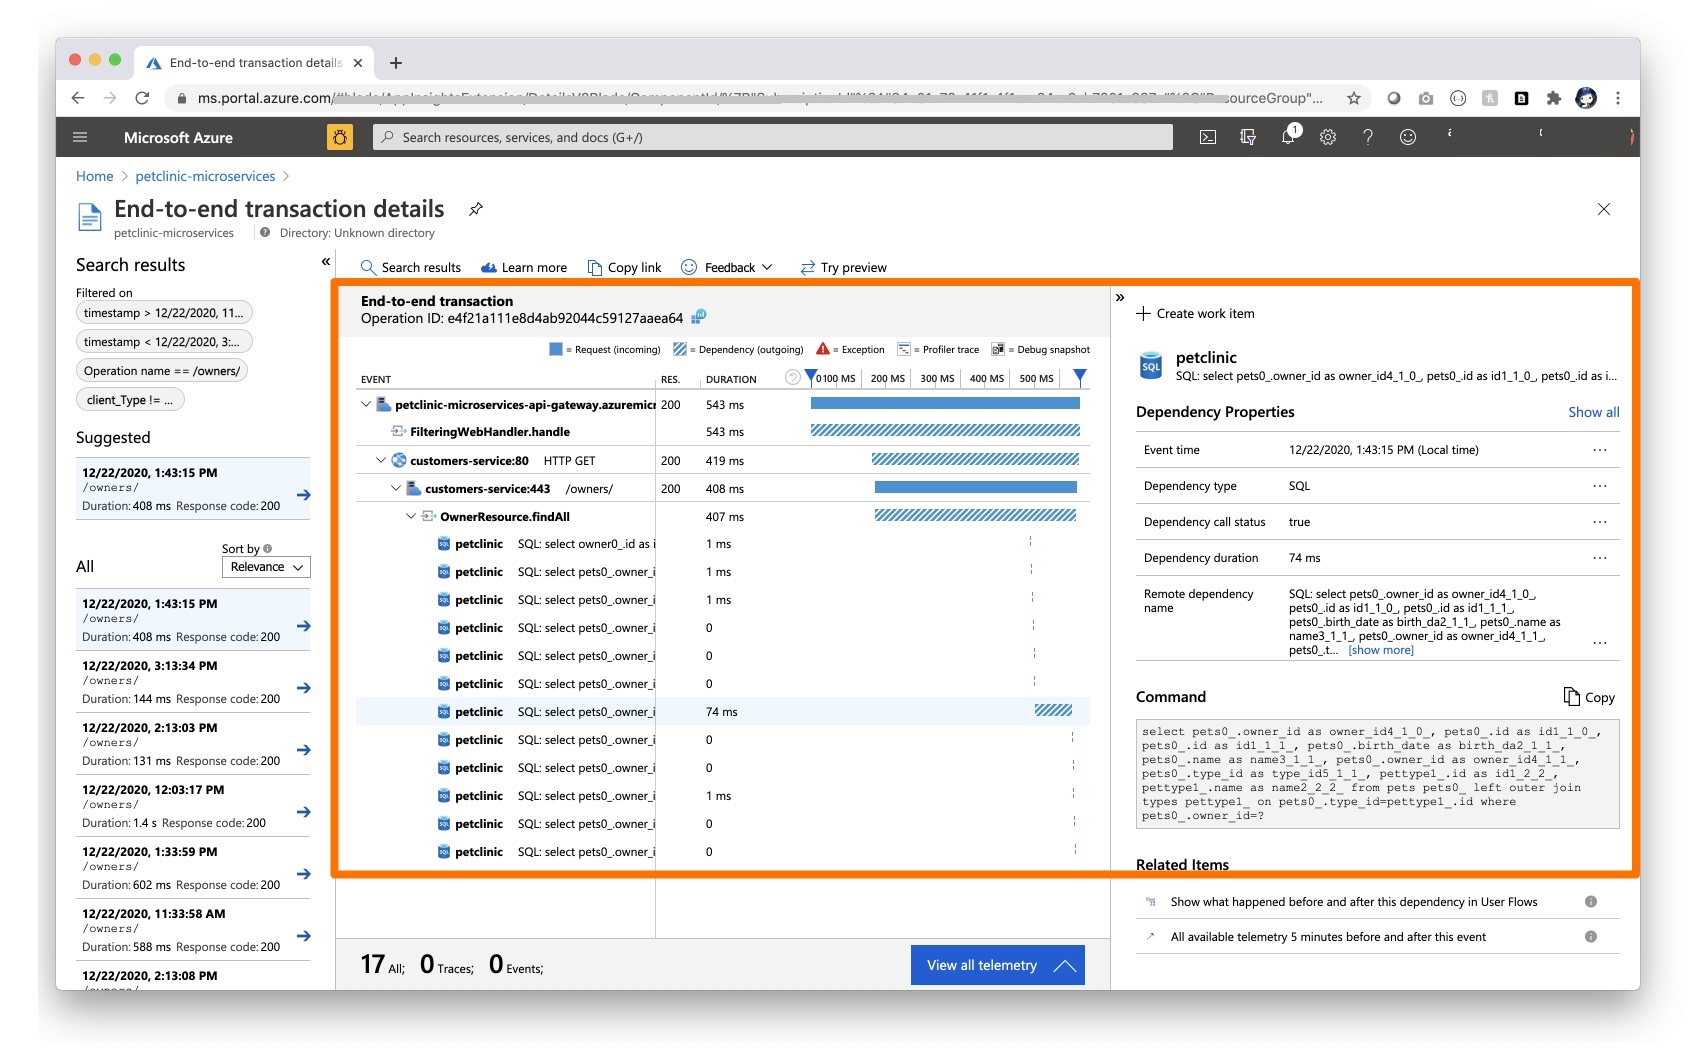 End-to-end transaction details
ms.portal.azure.com/
ourceGroup"...
Microsoft Azure
Search resources, services, and docs (G+/)
1
Home > petclinic-microservices >
End-to-end transaction details
petclinic-microservices
Directory: Unknown directory
Search results
Filtered on
timestamp > 12/22/2020, 11...
timestamp < 12/22/2020, 3:...
Operation name == /owners/
client_Type != ...
Suggested
12/22/2020, 1:43:15 PM
/owners/
Duration: 408 ms Response code: 200
All
Sort by
Relevance
12/22/2020, 1:43:15 PM
/owners/
Duration: 408 ms Response code: 200
12/22/2020, 3:13:34 PM
/owners/
Duration: 144 ms Response code: 200
12/22/2020, 2:13:03 PM
/owners/
Duration: 131 ms Response code: 200
12/22/2020, 12:03:17 PM
/owners/
Duration: 1.4 s Response code: 200
12/22/2020, 1:33:59 PM
/owners/
Duration: 602 ms Response code: 200
12/22/2020, 11:33:58 AM
/owners/
Duration: 588 ms Response code: 200
12/22/2020, 2:13:08 PM
/owners/
Search results Learn more Copy link Feedback Try preview
End-to-end transaction
Operation ID: e4f21a111e8d4ab92044c59127aaea64
= Request (incoming) = Dependency (outgoing) = Exception = Profiler trace = Debug snapshot
EVENT RES. DURATION 0 100 MS 200 MS 300 MS 400 MS 500 MS
petclinic-microservices-api-gateway.azuremicr 200 543 ms
FilteringWebHandler.handle 543 ms
customers-service:80 HTTP GET 200 419 ms
customers-service:443 /owners/ 200 408 ms
OwnerResource.findAll 407 ms
petclinic SQL: select owner0_.id as i 1 ms
petclinic SQL: select pets0_.owner_i 1 ms
petclinic SQL: select pets0_.owner_i 1 ms
petclinic SQL: select pets0_.owner_i 0
petclinic SQL: select pets0_.owner_i 0
petclinic SQL: select pets0_.owner_i 0
petclinic SQL: select pets0_.owner_i 74 ms
petclinic SQL: select pets0_.owner_i 0
petclinic SQL: select pets0_.owner_i 0
petclinic SQL: select pets0_.owner_i 1 ms
petclinic SQL: select pets0_.owner_i 0
petclinic SQL: select pets0_.owner_i 0
17 All; 0 Traces; 0 Events;
View all telemetry
Create work item
SQL
petclinic
SQL: select pets0_.owner_id as owner_id4_1_0_, pets0_.id as id1_1_0_, pets0_.id as i...
Dependency Properties Show all
Event time 12/22/2020, 1:43:15 PM (Local time) ...
Dependency type SQL ...
Dependency call status true ...
Dependency duration 74 ms ...
Remote dependency name
SQL: select pets0_.owner_id as owner_id4_1_0_,
pets0_.id as id1_1_0_, pets0_.id as id1_1_1_,
pets0_.birth_date as birth_da2_1_1_, pets0_.name as
name3_1_1_, pets0_.owner_id as owner_id4_1_1_,
pets0_.t... [show more] ...
Command Copy
select pets0_.owner_id as owner_id4_1_0_, pets0_.id as id1_1_0_,
pets0_.id as id1_1_1_, pets0_.birth_date as birth_da2_1_1_,
pets0_.name as name3_1_1_, pets0_.owner_id as owner_id4_1_1_,
pets0_.type_id as type_id5_1_1_, pettype1_.id as id1_2_2_,
pettype1_.name as name2_2_2_ from pets pets0_ left outer join
types pettype1_ on pets0_.type_id=pettype1_.id where
pets0_.owner_id=?
Related Items
Show what happened before and after this dependency in User Flows
All available telemetry 5 minutes before and after this event